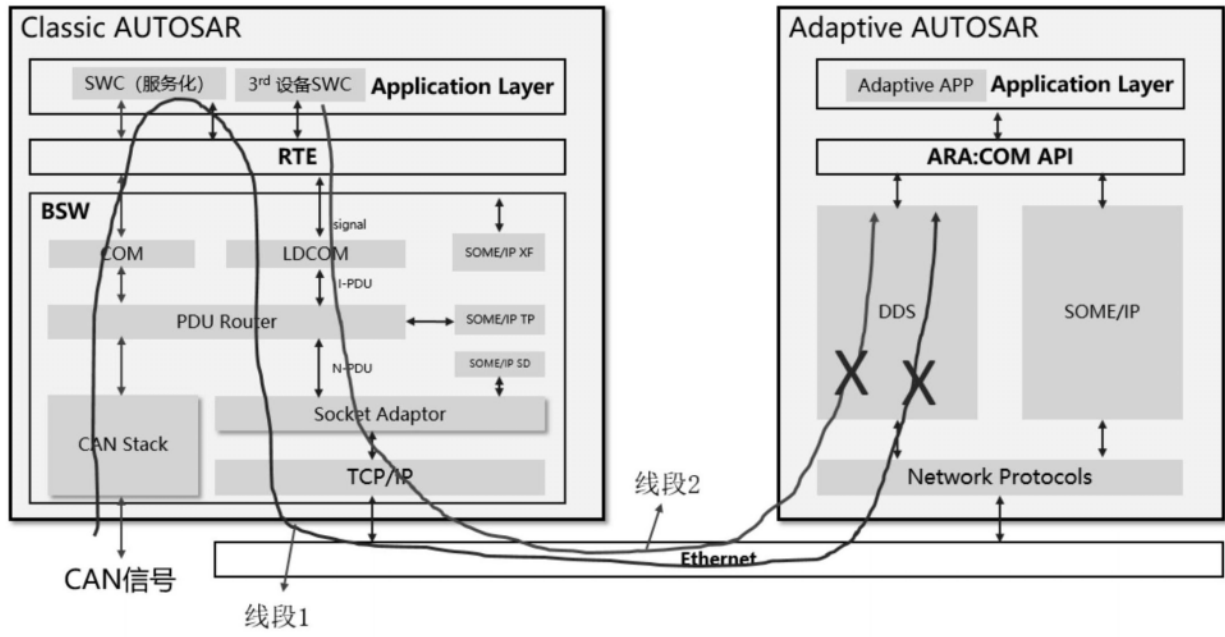 Classic AUTOSAR
SWC（服务化）
3rd 设备SWC
Application Layer
RTE
BSW
signal
COM
LDCOM
SOME/IP XF
I-PDU
PDU Router
SOME/IP TP
N-PDU
SOME/IP SD
Socket Adaptor
CAN Stack
TCP/IP
CAN信号
线段1
线段2
Ethernet
Adaptive AUTOSAR
Adaptive APP
Application Layer
ARA:COM API
DDS
SOME/IP
X
X
Network Protocols